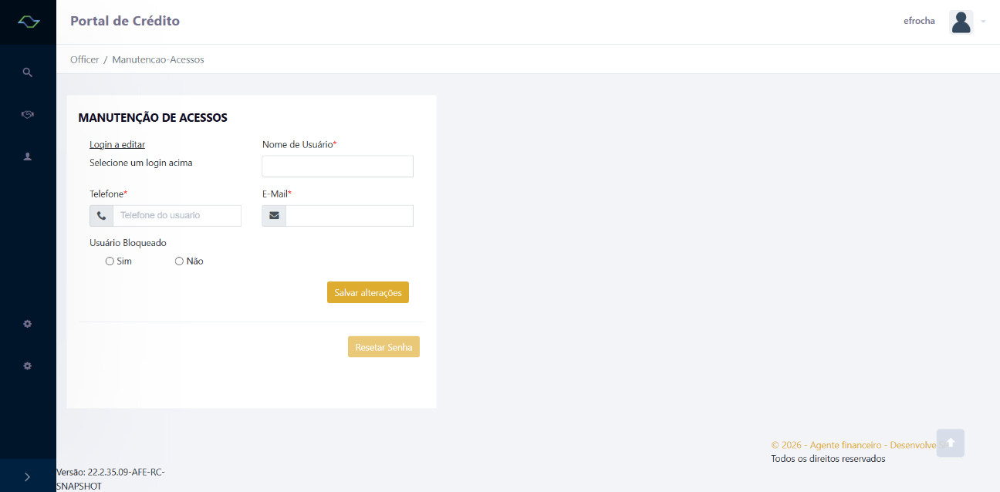 Portal de Crédito
efrocha
Officer / Manutencao-Acessos
MANUTENÇÃO DE ACESSOS
Login a editar
Selecione um login acima
Nome de Usuário*
Telefone*
Telefone do usuario
E-Mail*
Usuário Bloqueado
Sim
Não
Salvar alterações
Resetar Senha
© 2026 - Agente financeiro - Desenvolve SP
Todos os direitos reservados
Versão: 22.2.35.09-AFE-RC-
SNAPSHOT